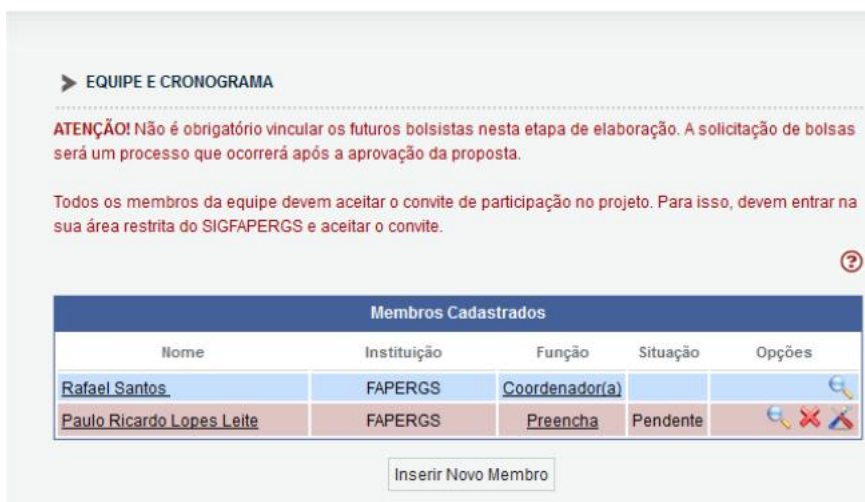 EQUIPE E CRONOGRAMA
ATENÇÃO! Não é obrigatório vincular os futuros bolsistas nesta etapa de elaboração. A solicitação de bolsas
será um processo que ocorrerá após a aprovação da proposta.
Todos os membros da equipe devem aceitar o convite de participação no projeto. Para isso, devem entrar na
sua área restrita do SIGFAPERGS e aceitar o convite.
?
Membros Cadastrados
Nome Instituição Função Situação Opções
Rafael Santos FAPERGS Coordenador(a)
Paulo Ricardo Lopes Leite FAPERGS Preencha Pendente
Inserir Novo Membro